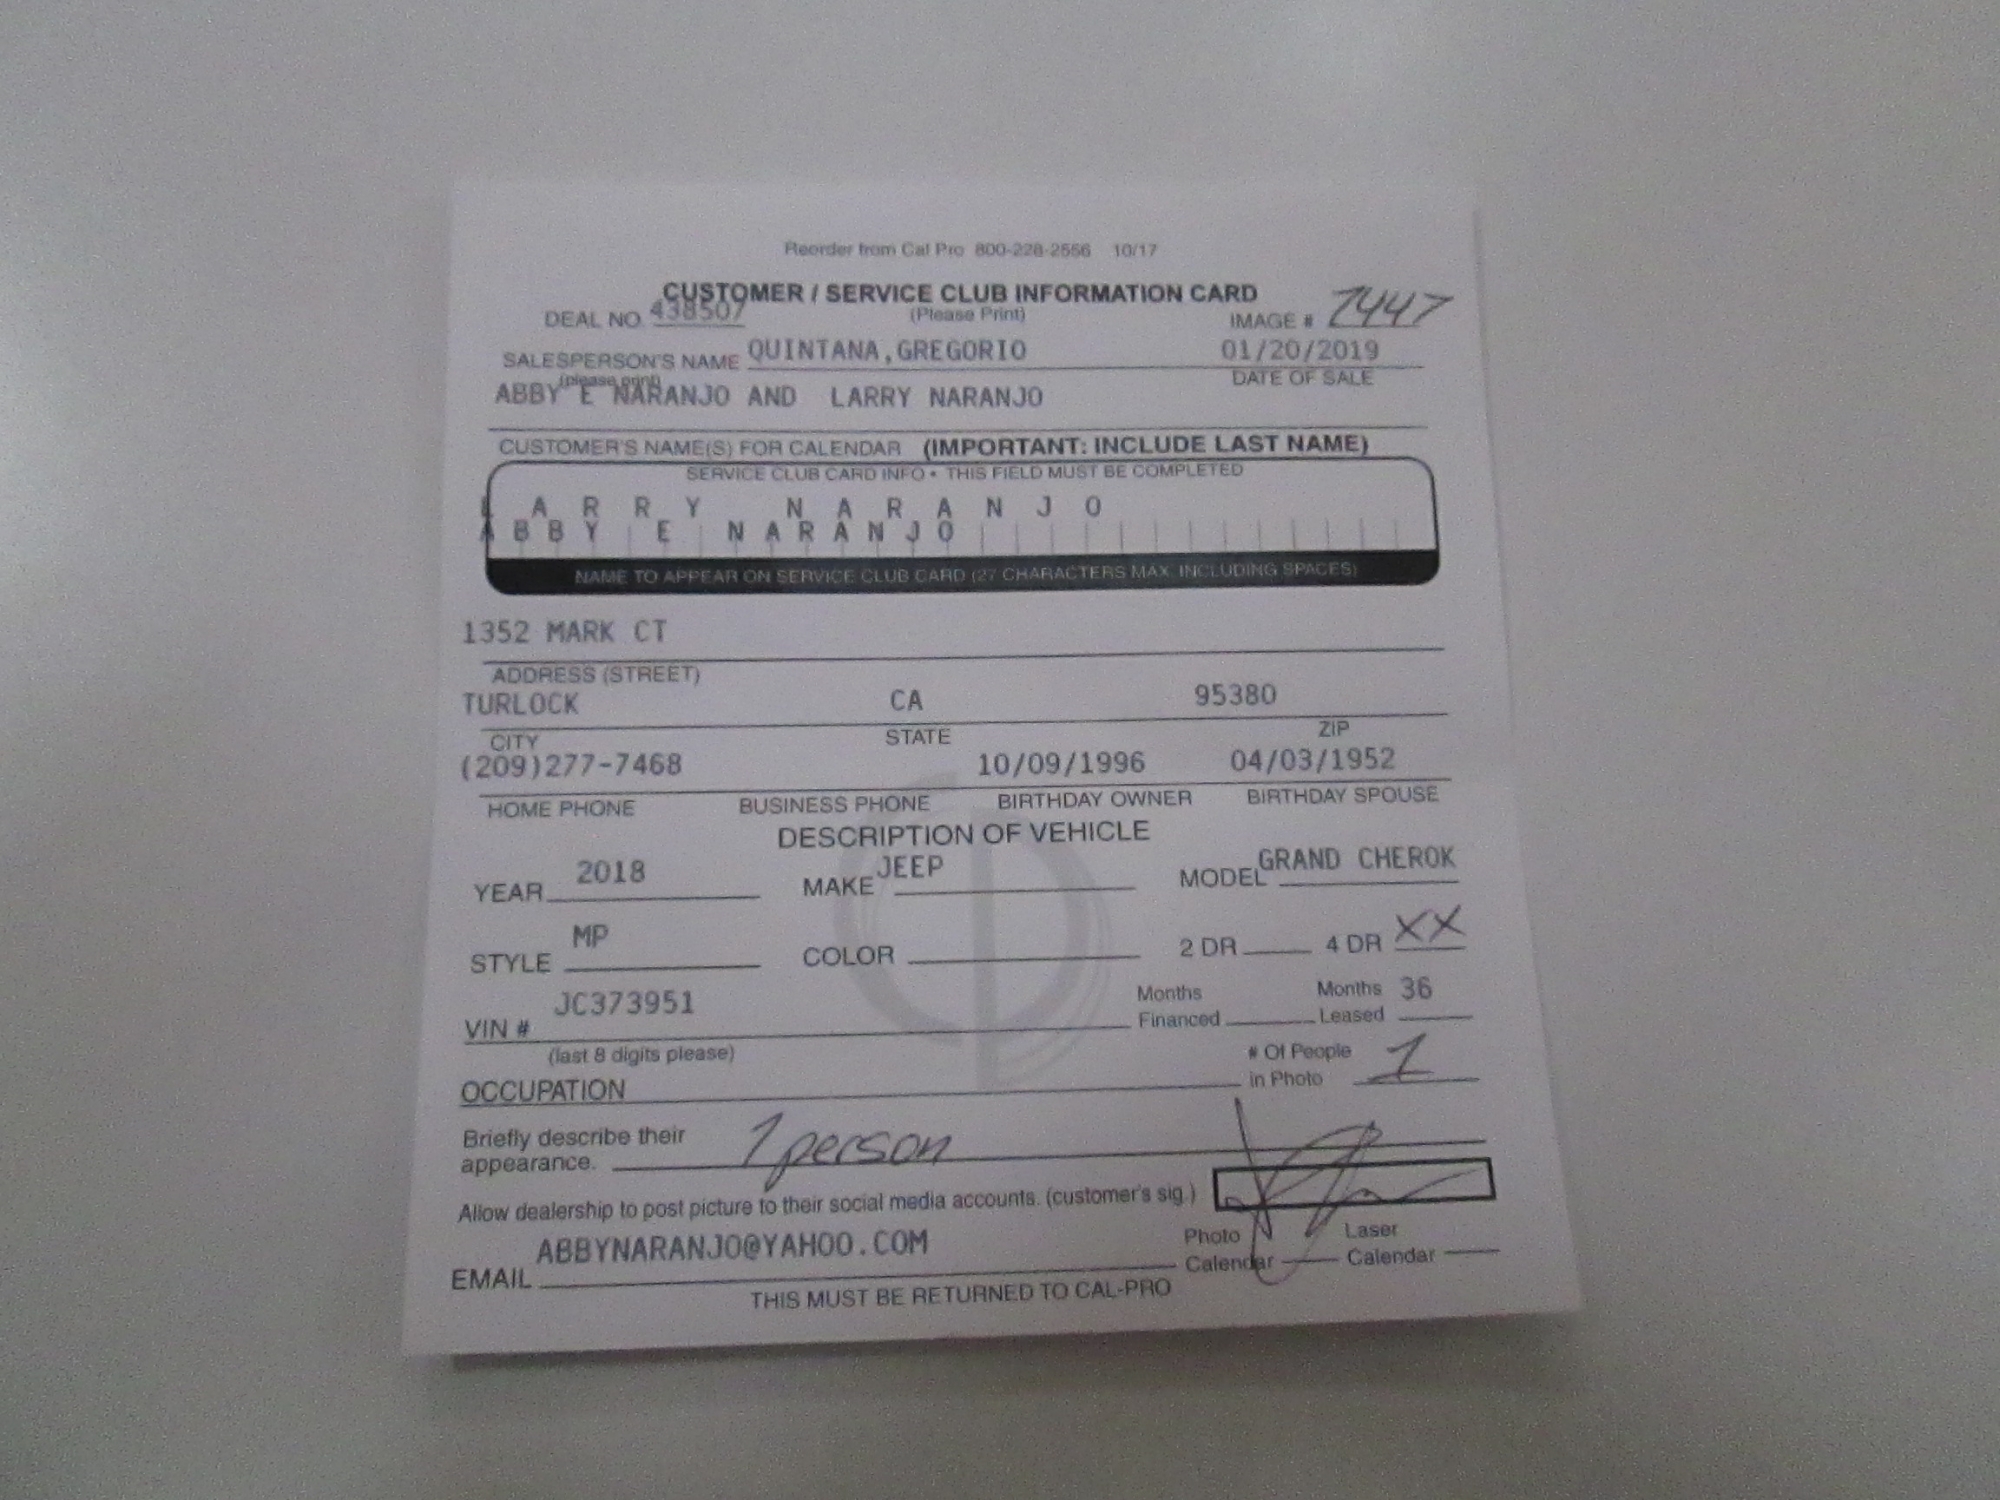 Reorder from Cal Pro 800-228-2556 10/17
CUSTOMER / SERVICE CLUB INFORMATION CARD
DEAL NO. 438507 (Please Print) IMAGE # 7447
SALESPERSON'S NAME QUINTANA,GREGORIO 01/20/2019
(please print) DATE OF SALE
ABBY E NARANJO AND LARRY NARANJO
CUSTOMER'S NAME(S) FOR CALENDAR (IMPORTANT: INCLUDE LAST NAME)
SERVICE CLUB CARD INFO • THIS FIELD MUST BE COMPLETED
LARRY NARANJO
ABBY E NARANJO
NAME TO APPEAR ON SERVICE CLUB CARD (27 CHARACTERS MAX. INCLUDING SPACES)
1352 MARK CT
ADDRESS (STREET)
TURLOCK CA 95380
CITY STATE ZIP
(209)277-7468 10/09/1996 04/03/1952
HOME PHONE BUSINESS PHONE BIRTHDAY OWNER BIRTHDAY SPOUSE
DESCRIPTION OF VEHICLE
YEAR 2018 MAKE JEEP MODEL GRAND CHEROK
STYLE MP COLOR 2 DR 4 DR XX
VIN # JC373951 Months Financed Months Leased 36
(last 8 digits please)
OCCUPATION # Of People in Photo 1
Briefly describe their appearance. 1 person
Allow dealership to post picture to their social media accounts. (customer's sig.)
EMAIL ABBYNARANJO@YAHOO.COM Photo Calendar Laser Calendar
THIS MUST BE RETURNED TO CAL-PRO